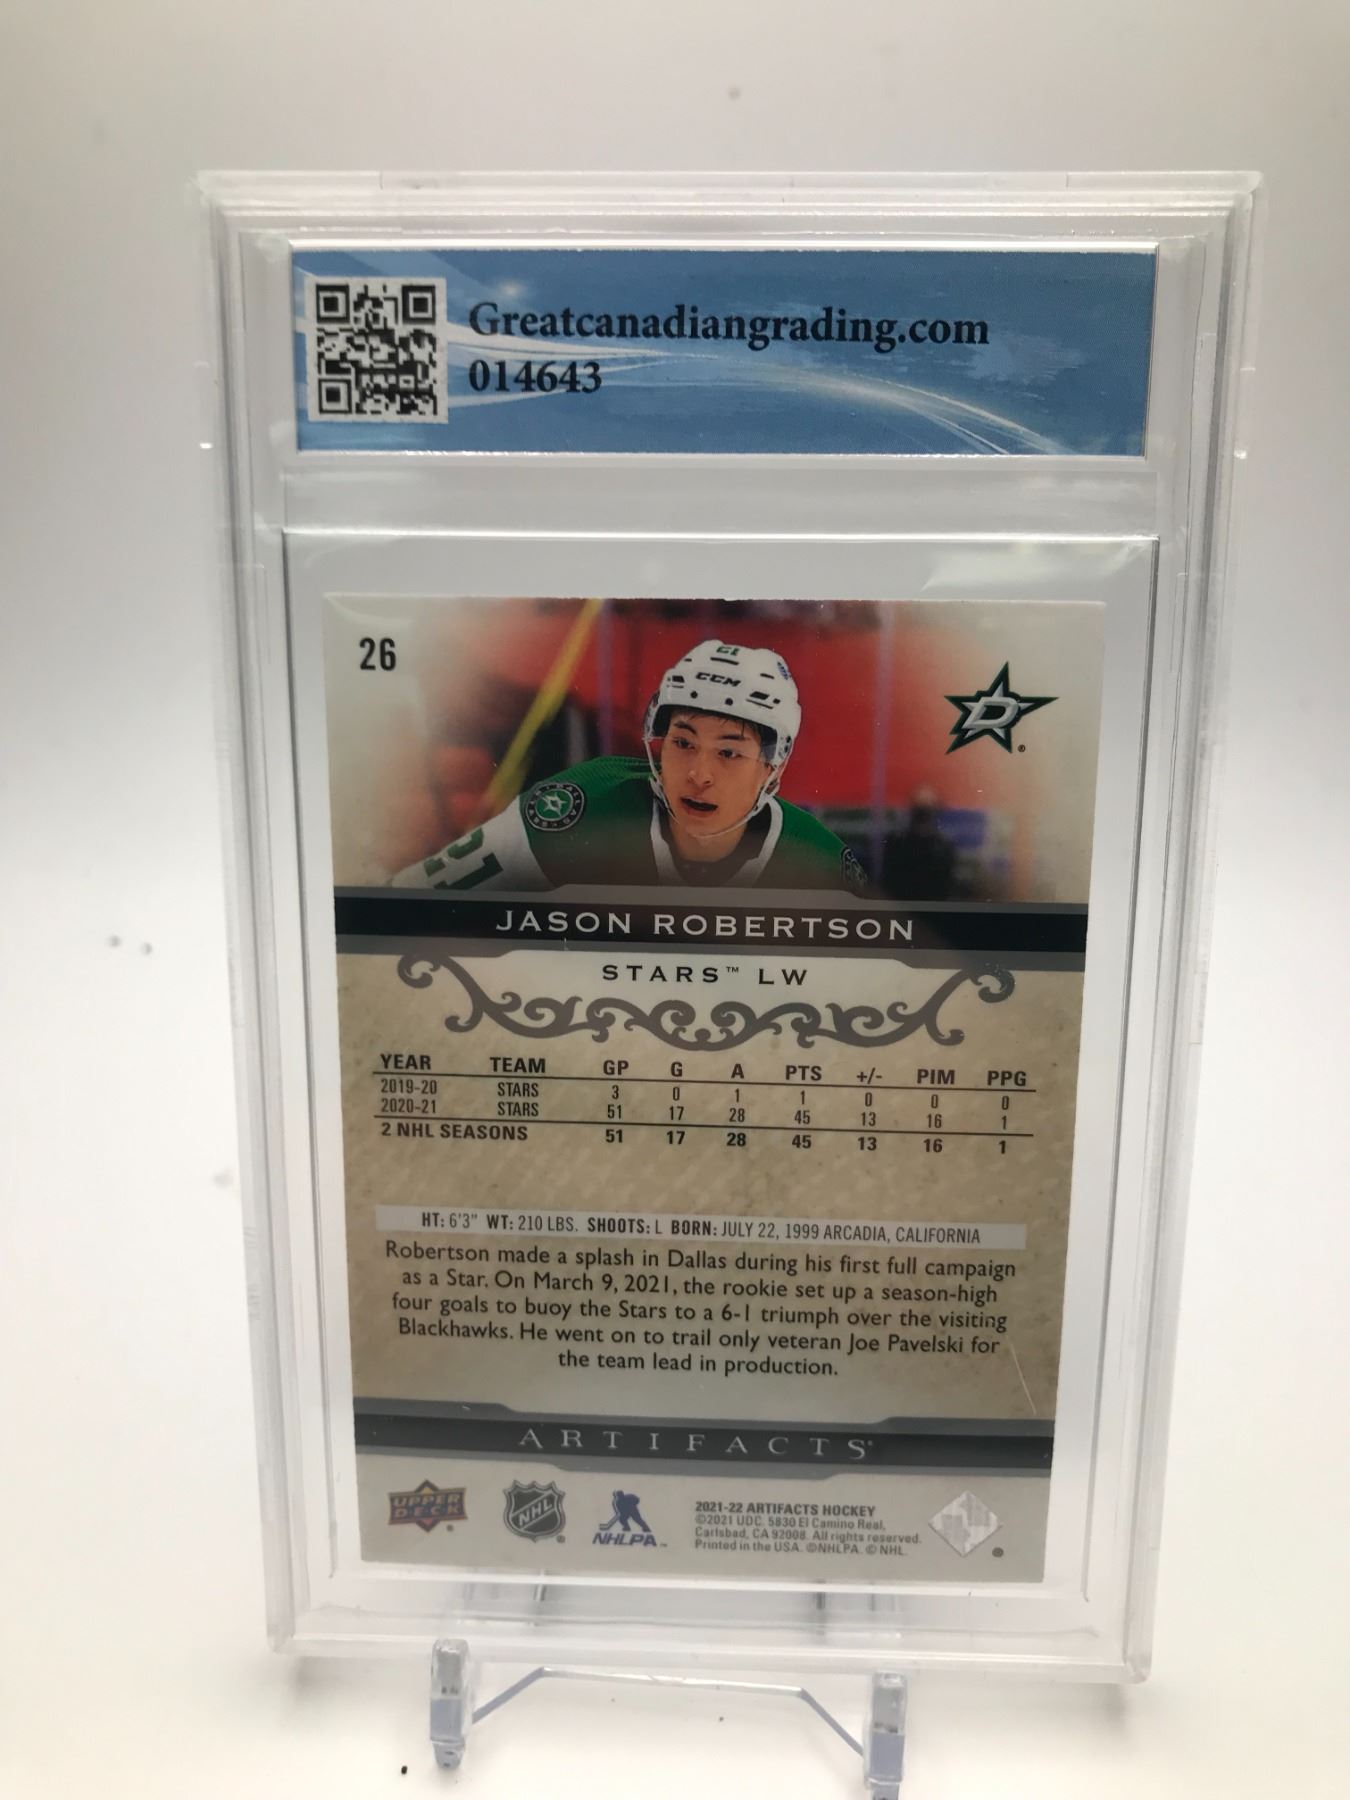 Greatcanadiangrading.com
014643
26
21
CCM
D
21
JASON ROBERTSON
STARS™ LW
YEAR TEAM GP G A PTS +/- PIM PPG
2019-20 STARS 3 0 1 1 0 0 0
2020-21 STARS 51 17 28 45 13 16 1
2 NHL SEASONS 51 17 28 45 13 16 1
HT: 6'3" WT: 210 LBS. SHOOTS: L BORN: JULY 22, 1999 ARCADIA, CALIFORNIA
Robertson made a splash in Dallas during his first full campaign
as a Star. On March 9, 2021, the rookie set up a season-high
four goals to buoy the Stars to a 6-1 triumph over the visiting
Blackhawks. He went on to trail only veteran Joe Pavelski for
the team lead in production.
ARTIFACTS®
UPPER
DECK
NHL
NHLPA™
2021-22 ARTIFACTS HOCKEY
©2021 UDC. 5830 El Camino Real,
Carlsbad, CA 92008. All rights reserved.
Printed in the USA. ©NHLPA. © NHL.